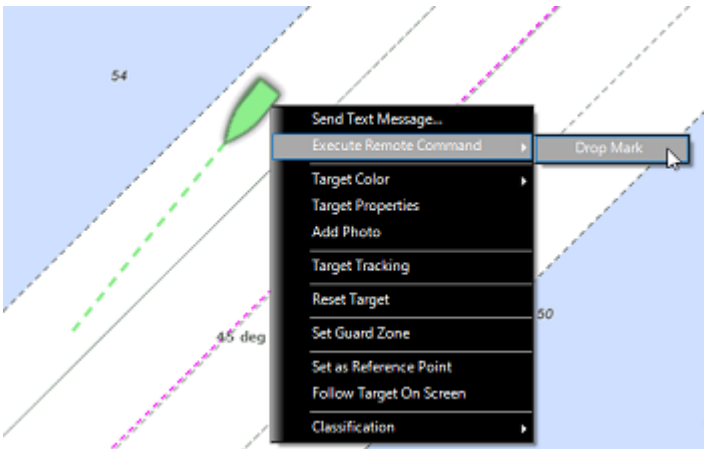 54
Send Text Message...
Execute Remote Command
Drop Mark
Target Color
Target Properties
Add Photo
Target Tracking
Reset Target
50
45 deg
Set Guard Zone
Set as Reference Point
Follow Target On Screen
Classification